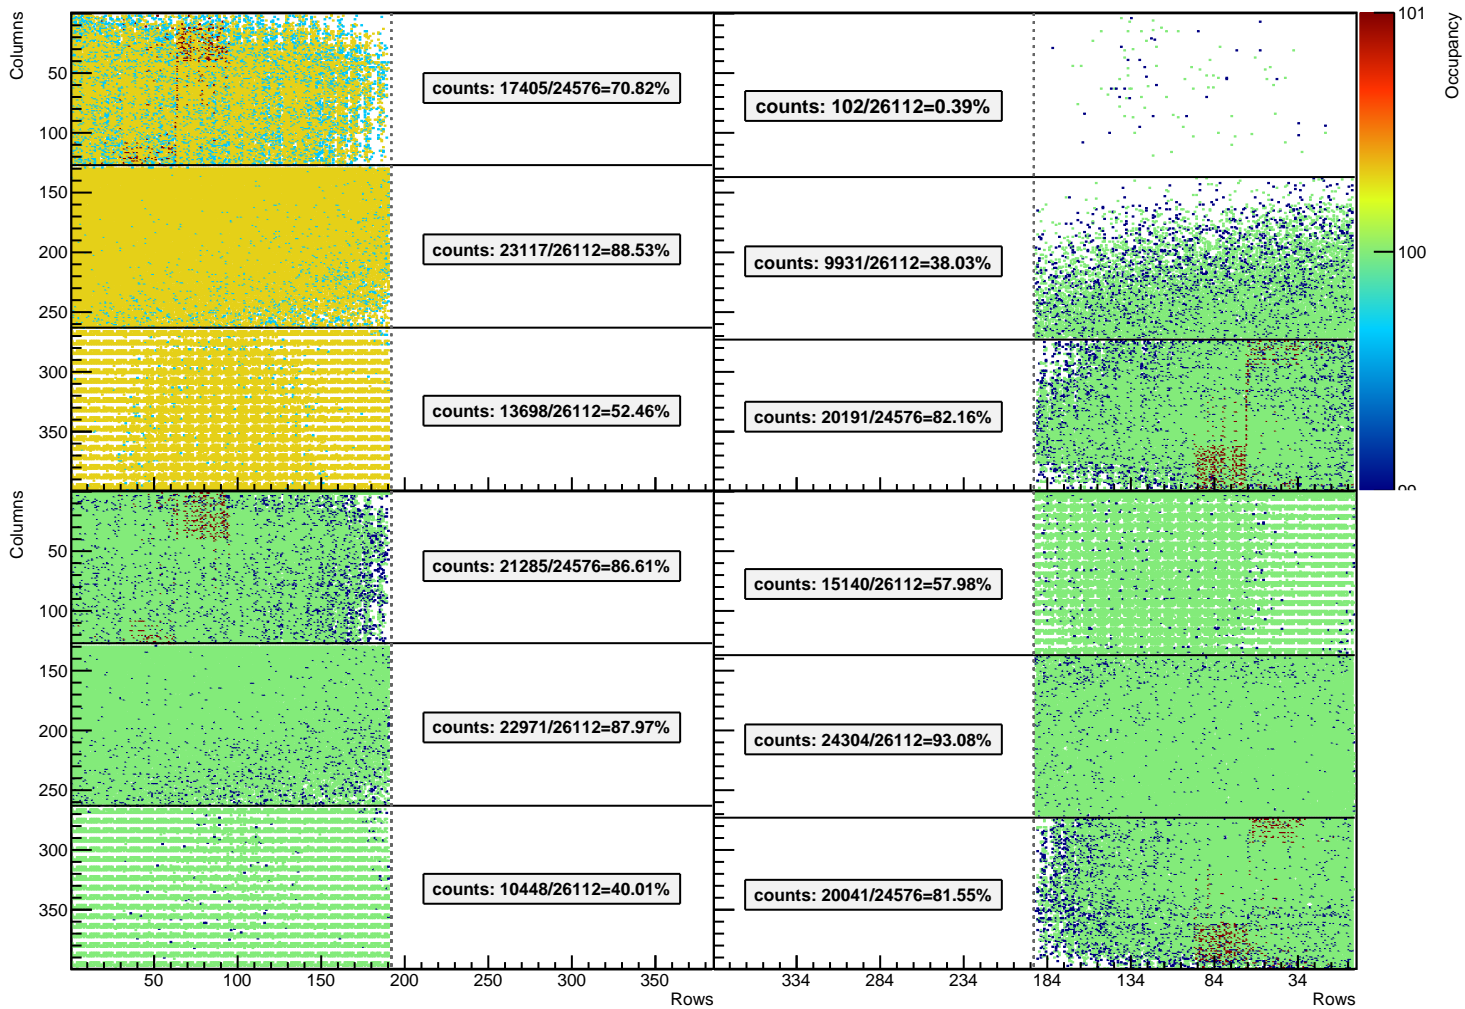 Columns
50
100
150
200
250
300
350
counts: 17405/24576=70.82%
counts: 23117/26112=88.53%
counts: 13698/26112=52.46%
counts: 102/26112=0.39%
counts: 9931/26112=38.03%
counts: 20191/24576=82.16%
101
100
Occupancy
Columns
50
100
150
200
250
300
350
counts: 21285/24576=86.61%
counts: 22971/26112=87.97%
counts: 10448/26112=40.01%
50 100 150 200 250 300 350
Rows
counts: 15140/26112=57.98%
counts: 24304/26112=93.08%
counts: 20041/24576=81.55%
334 284 234 184 134 84 34
Rows